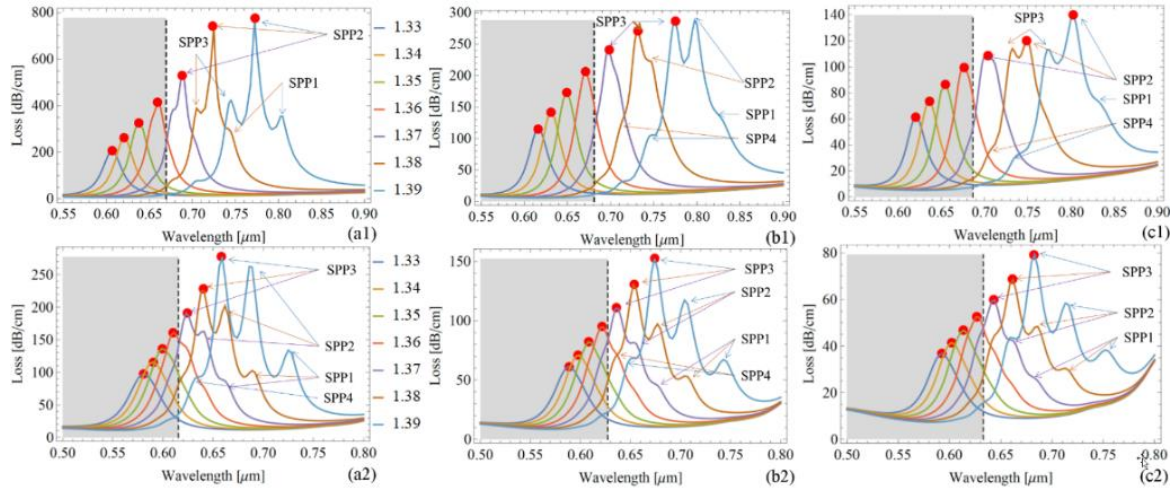 800
600
400
200
0
Loss [dB/cm]
0.55 0.60 0.65 0.70 0.75 0.80 0.85 0.90
Wavelength [μm]
(a1)
SPP3
SPP2
SPP1
1.33
1.34
1.35
1.36
1.37
1.38
1.39
300
250
200
150
100
50
0
Loss [dB/cm]
0.55 0.60 0.65 0.70 0.75 0.80 0.85 0.90
Wavelength [μm]
(b1)
SPP3
SPP2
SPP1
SPP4
140
120
100
80
60
40
20
0
Loss [dB/cm]
0.55 0.60 0.65 0.70 0.75 0.80 0.85 0.90
Wavelength [μm]
(c1)
SPP3
SPP2
SPP1
SPP4
250
200
150
100
50
0
Loss [dB/cm]
0.50 0.55 0.60 0.65 0.70 0.75 0.80
Wavelength [μm]
(a2)
SPP3
SPP2
SPP1
SPP4
1.33
1.34
1.35
1.36
1.37
1.38
1.39
150
100
50
0
Loss [dB/cm]
0.50 0.55 0.60 0.65 0.70 0.75 0.80
Wavelength [μm]
(b2)
SPP3
SPP2
SPP1
SPP4
80
60
40
20
0
Loss [dB/cm]
0.50 0.55 0.60 0.65 0.70 0.75 0.80
Wavelength [μm]
(c2)
SPP3
SPP2
SPP1